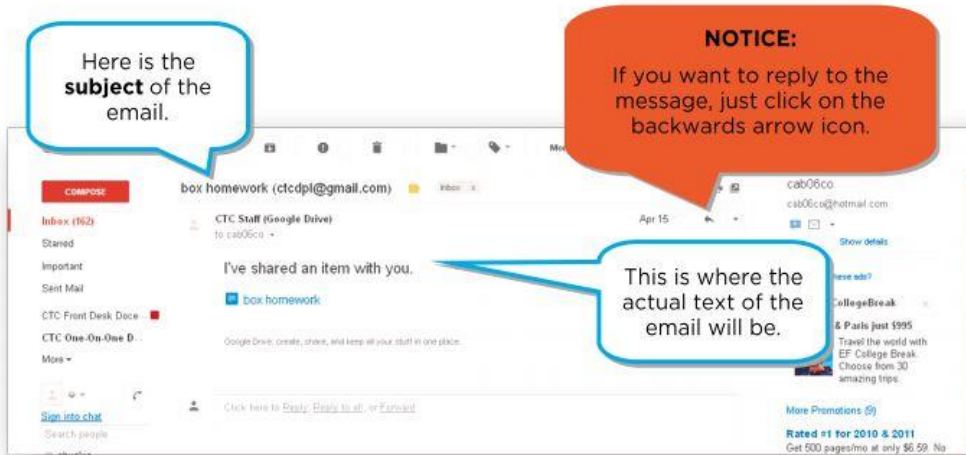 Here is the
subject of the
email.
NOTICE:
If you want to reply to the
message, just click on the
backwards arrow icon.
COMPOSE
Inbox (162)
Starred
Important
Sent Mail
CTC Front Desk Doce
CTC One-On-One D...
More
Sign into chat
Search people
box homework (ctcdpl@gmail.com)
Inbox x
CTC Staff (Google Drive)
to cab06co
Apr 15
I've shared an item with you.
box homework
Google Drive: create, share, and keep all your stuff in one place.
Click here to Reply, Reply to all, or Forward
This is where the
actual text of the
email will be.
cab06co
cab06co@hotmail.com
Show details
these ads?
CollegeBreak
& Paris just $995
Travel the world with
EF College Break.
Choose from 30
amazing trips.
More Promotions (9)
Rated #1 for 2010 & 2011
Get 500 pages/mo at only $6.59. No